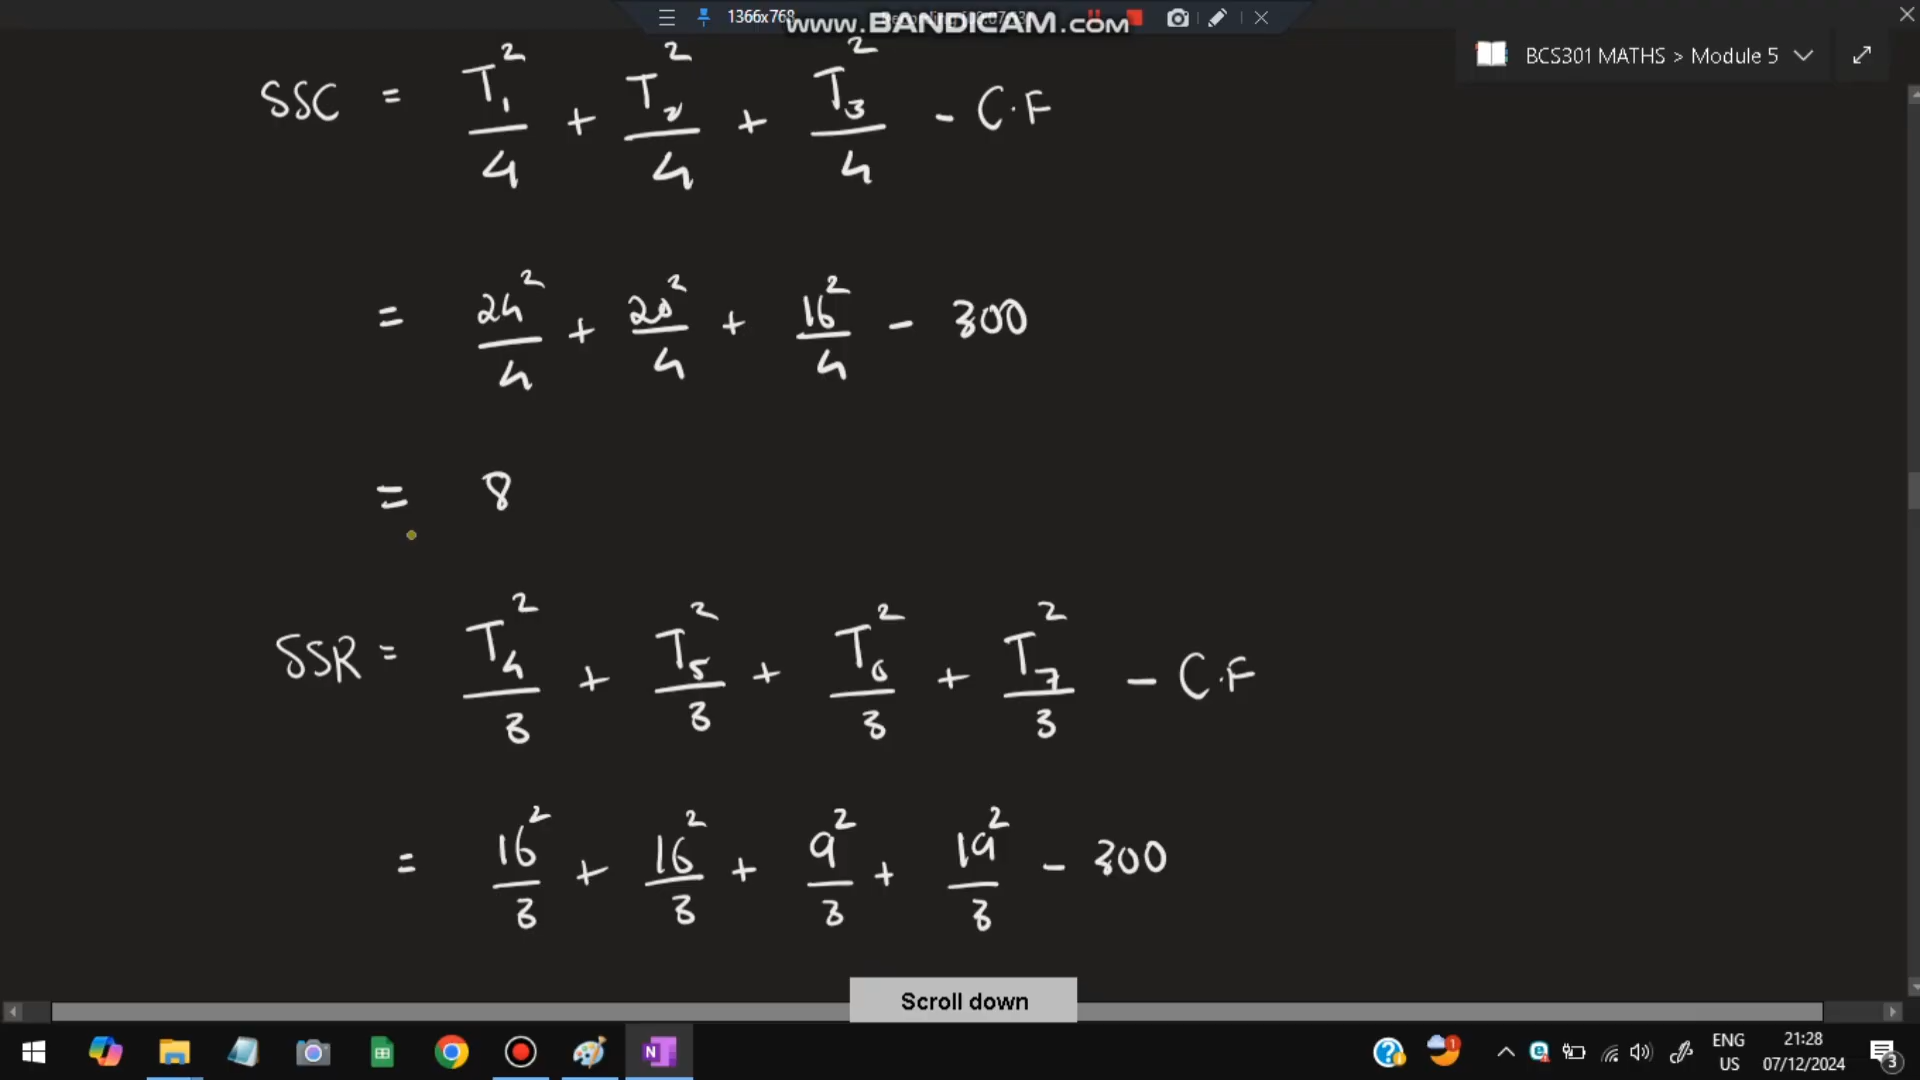 1366x768
www.BANDICAM.com
BCS301 MATHS > Module 5
SSC = T₁²/4 + T₂²/4 + T₃²/4 - C.F
= 24²/4 + 20²/4 + 16²/4 - 300
= 8
SSR = T₄²/3 + T₅²/3 + T₆²/3 + T₇²/3 - C.F
= 16²/3 + 16²/3 + 9²/3 + 19²/3 - 300
Scroll down
N
1
ENG
US
21:28
07/12/2024
3